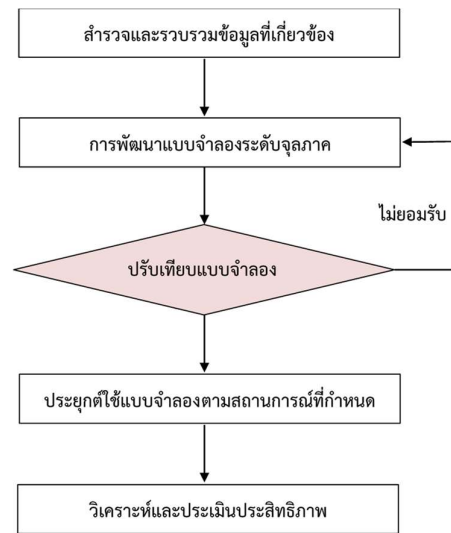 สำรวจและรวบรวมข้อมูลที่เกี่ยวข้อง
การพัฒนาแบบจำลองระดับจุลภาค
ไม่ยอมรับ
ปรับเทียบแบบจำลอง
ประยุกต์ใช้แบบจำลองตามสถานการณ์ที่กำหนด
วิเคราะห์และประเมินประสิทธิภาพ